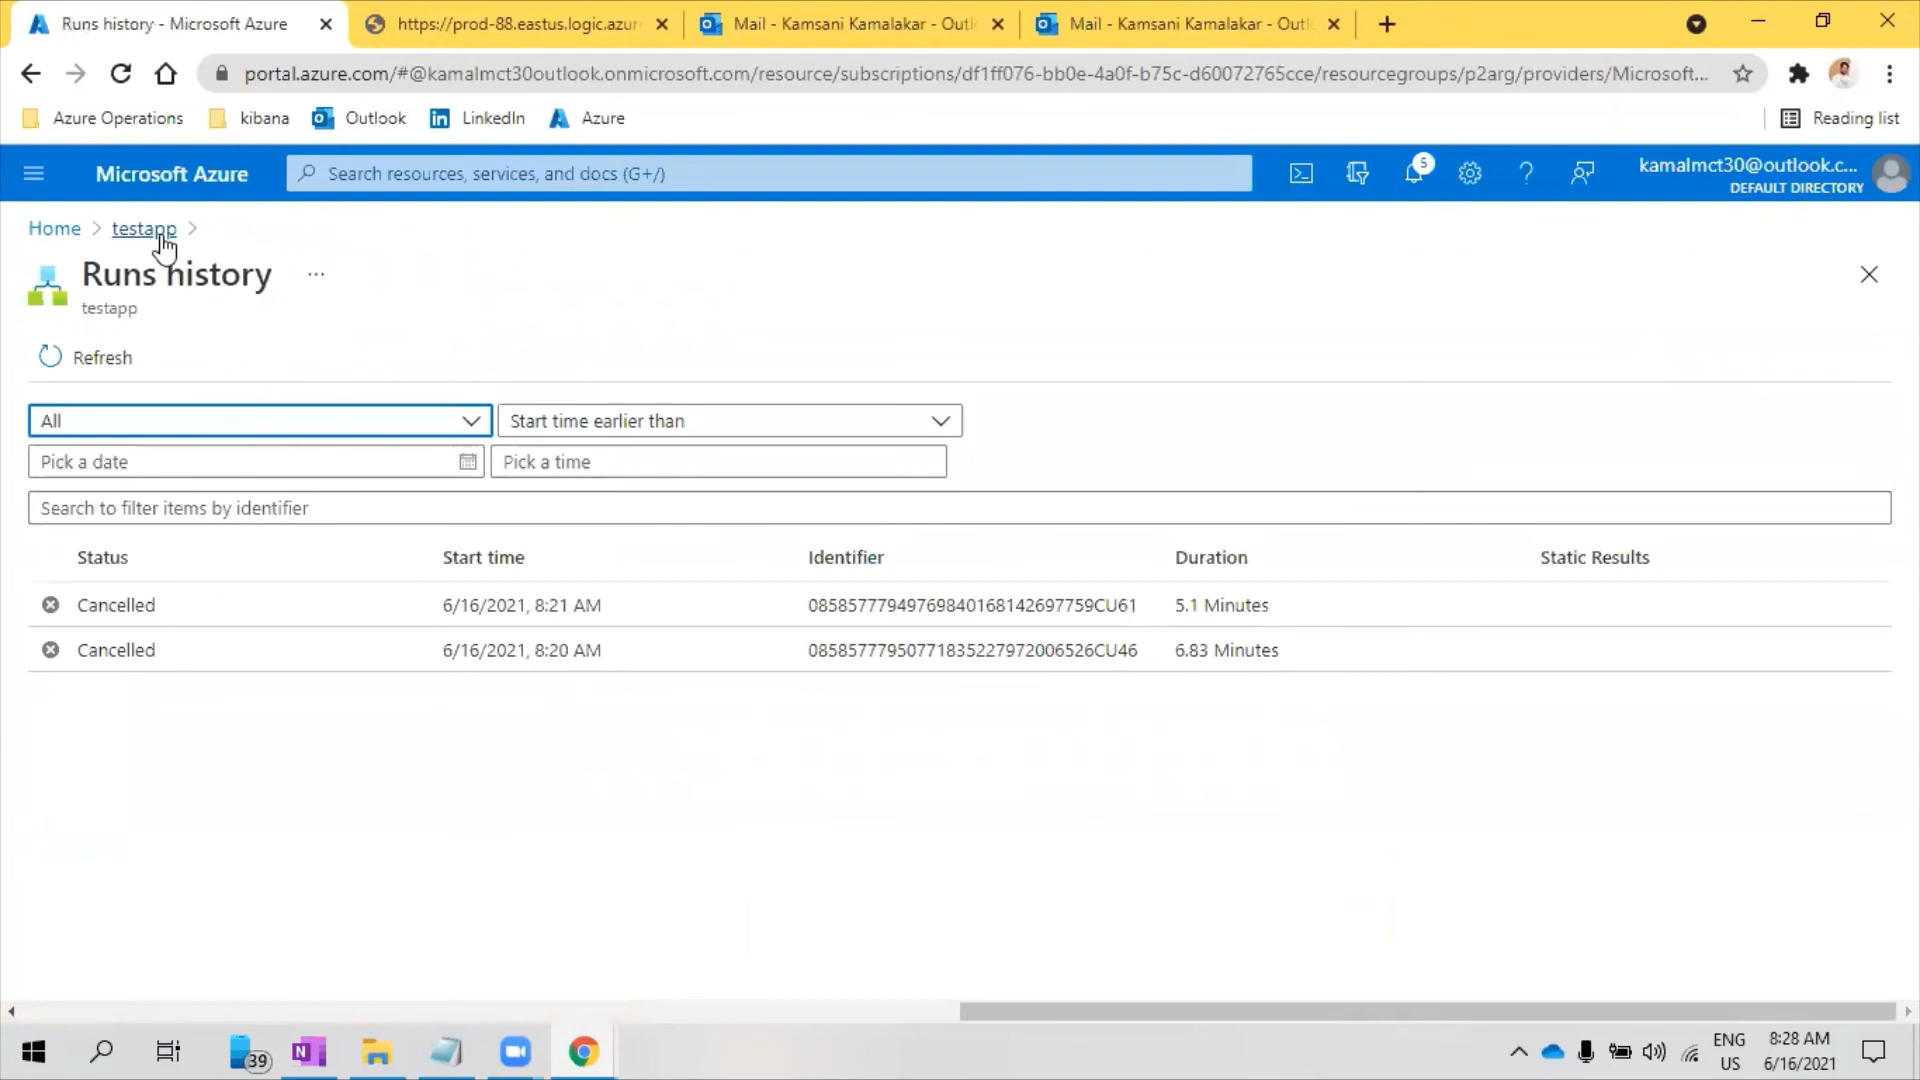 Runs history - Microsoft Azure
https://prod-88.eastus.logic.azur
Mail - Kamsani Kamalakar - Outl
Mail - Kamsani Kamalakar - Outl
portal.azure.com/#@kamalmct30outlook.onmicrosoft.com/resource/subscriptions/df1ff076-bb0e-4a0f-b75c-d60072765cce/resourcegroups/p2arg/providers/Microsoft...
Azure Operations
kibana
Outlook
LinkedIn
Azure
Reading list
Microsoft Azure
Search resources, services, and docs (G+/)
5
kamalmct30@outlook.c...
DEFAULT DIRECTORY
Home > testapp >
Runs history ...
testapp
Refresh
All
Start time earlier than
Pick a date
Pick a time
Search to filter items by identifier
Status Start time Identifier Duration Static Results
Cancelled 6/16/2021, 8:21 AM 08585777949769840168142697759CU61 5.1 Minutes
Cancelled 6/16/2021, 8:20 AM 08585777950771835227972006526CU46 6.83 Minutes
39
ENG
US
8:28 AM
6/16/2021